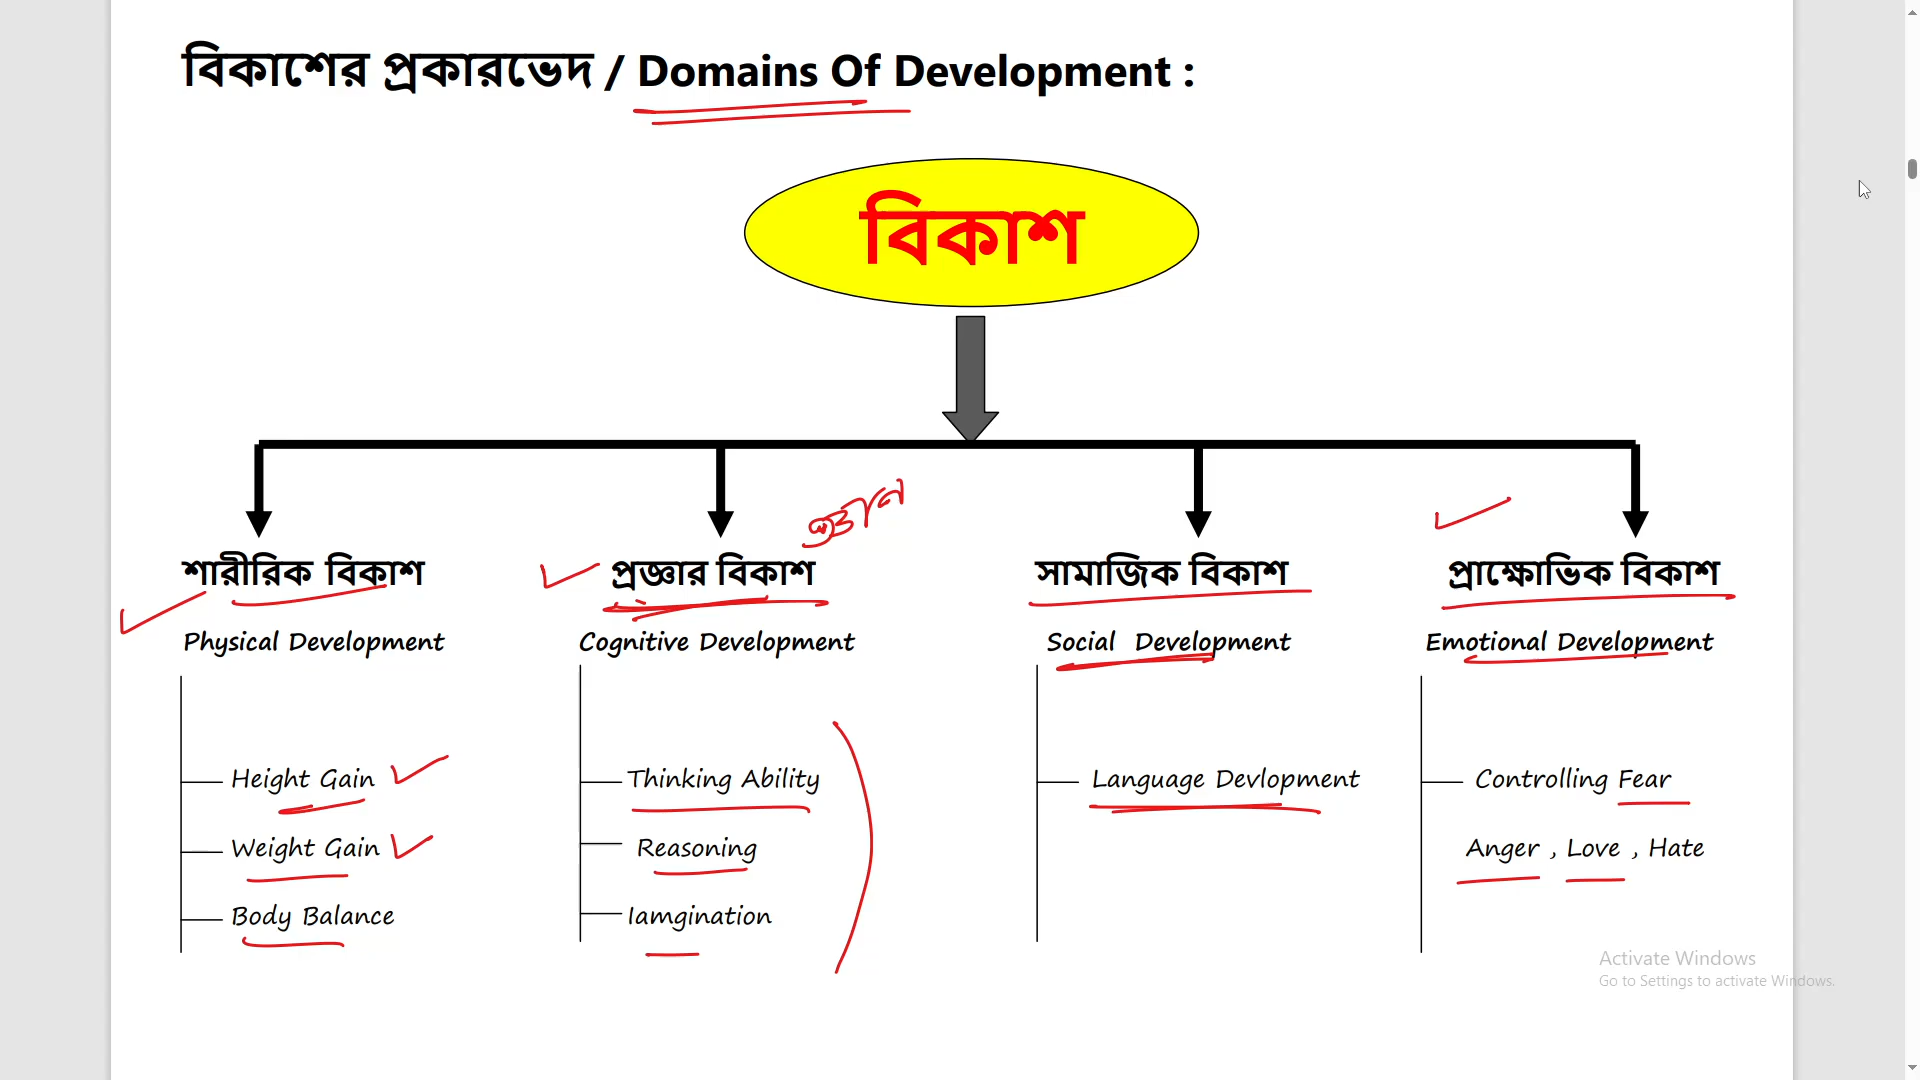 বিকাশের প্রকারভেদ / Domains Of Development :
বিকাশ
শারীরিক বিকাশ
Physical Development
Height Gain
Weight Gain
Body Balance
প্রজ্ঞার বিকাশ
Cognitive Development
Thinking Ability
Reasoning
Iamgination
সামাজিক বিকাশ
Social Development
Language Devlopment
প্রাক্ষোভিক বিকাশ
Emotional Development
Controlling Fear
Anger , Love , Hate
Activate Windows
Go to Settings to activate Windows.